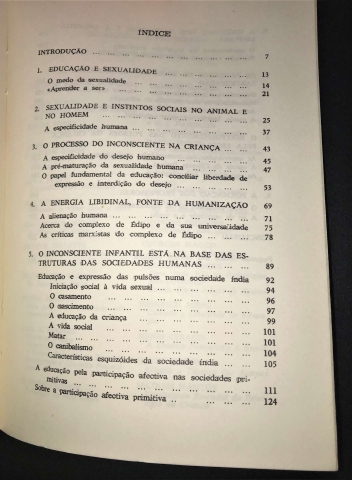 ÍNDICE
INTRODUÇÃO ... ... ... ... ... ... ... ... ... ... ... 7
1. EDUCAÇÃO E SEXUALIDADE ... ... ... ... ... ... 13
O medo da sexualidade ... ... ... ... ... ... ... ... 14
«Aprender a ser» ... ... ... ... ... ... ... ... ... 21
2. SEXUALIDADE E INSTINTOS SOCIAIS NO ANIMAL E
NO HOMEM ... ... ... ... ... ... ... ... ... ... 25
A especificidade humana ... ... ... ... ... ... ... ... 37
3. O PROCESSO DO INCONSCIENTE NA CRIANÇA ... ... 43
A especificidade do desejo humano ... ... ... ... ... 45
A pré-maturação da sexualidade humana ... ... ... ... 47
O papel fundamental da educação: conciliar liberdade de
expressão e interdição do desejo ... ... ... ... ... 53
4. A ENERGIA LIBIDINAL, FONTE DA HUMANIZAÇÃO 69
A alienação humana ... ... ... ... ... ... ... ... ... 71
Acerca do complexo de Édipo e da sua universalidade 75
As críticas marxistas do complexo de Édipo ... ... ... 78
5. O INCONSCIENTE INFANTIL ESTÁ NA BASE DAS ES-
TRUTURAS DAS SOCIEDADES HUMANAS ... ... ... 89
Educação e expressão das pulsões numa sociedade índia 92
Iniciação social à vida sexual ... ... ... ... ... ... 94
O casamento ... ... ... ... ... ... ... ... ... 96
O nascimento ... ... ... ... ... ... ... ... ... 97
A educação da criança ... ... ... ... ... ... ... 99
A vida social ... ... ... ... ... ... ... ... ... 101
Matar ... ... ... ... ... ... ... ... ... ... 101
O canibalismo ... ... ... ... ... ... ... ... ... 104
Características esquizóides da sociedade índia ... ... 105
A educação pela participação afectiva nas sociedades pri-
mitivas ... ... ... ... ... ... ... ... ... ... 111
Sobre a participação afectiva primitiva .. ... ... ... ... 124